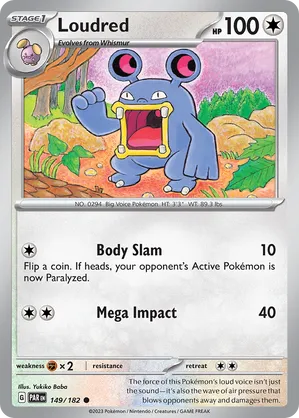 STAGE 1
Loudred
HP 100
Evolves from Whismur
NO. 0294 Big Voice Pokémon HT: 3'3" WT: 89.3 lbs
Body Slam 10
Flip a coin. If heads, your opponent's Active Pokémon is
now Paralyzed.
Mega Impact 40
weakness × 2 resistance retreat
Illus. Yukiko Baba
G PAR EN 149/182
The force of this Pokémon's loud voice isn't just
the sound—it's also the wave of air pressure that
blows opponents away and damages them.
©2023 Pokémon / Nintendo / Creatures / GAME FREAK